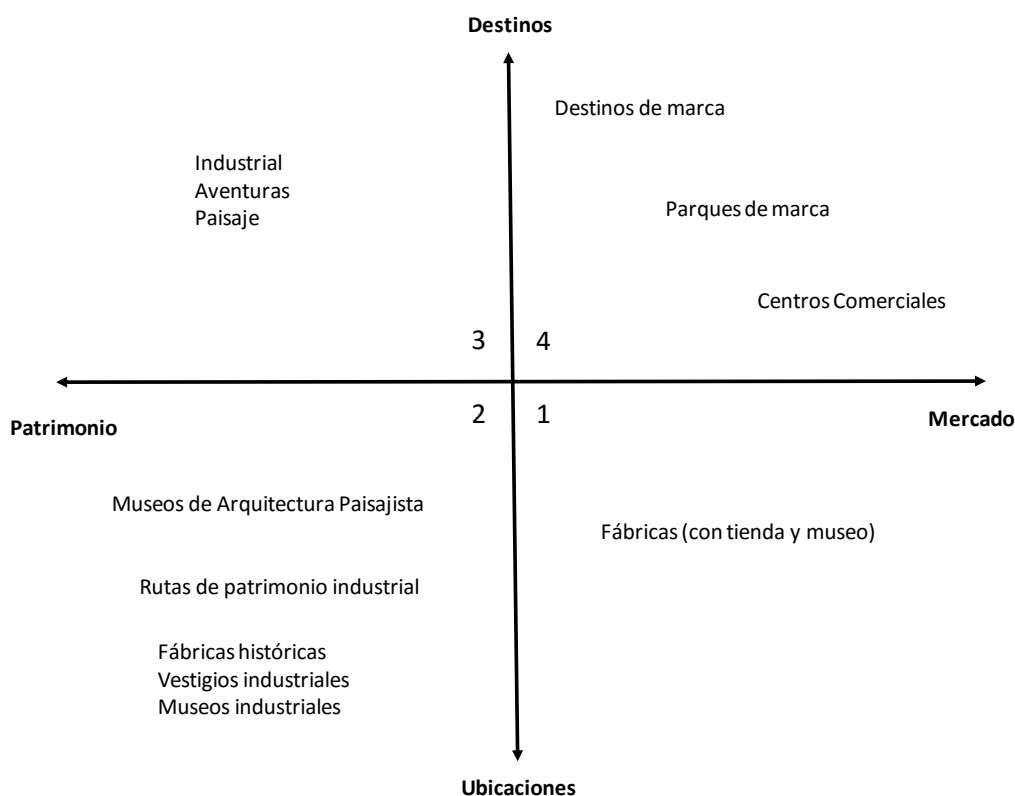 Destinos
Destinos de marca
Industrial
Aventuras
Paisaje
Parques de marca
Centros Comerciales
3 4
Patrimonio
2 1
Mercado
Museos de Arquitectura Paisajista
Fábricas (con tienda y museo)
Rutas de patrimonio industrial
Fábricas históricas
Vestigios industriales
Museos industriales
Ubicaciones